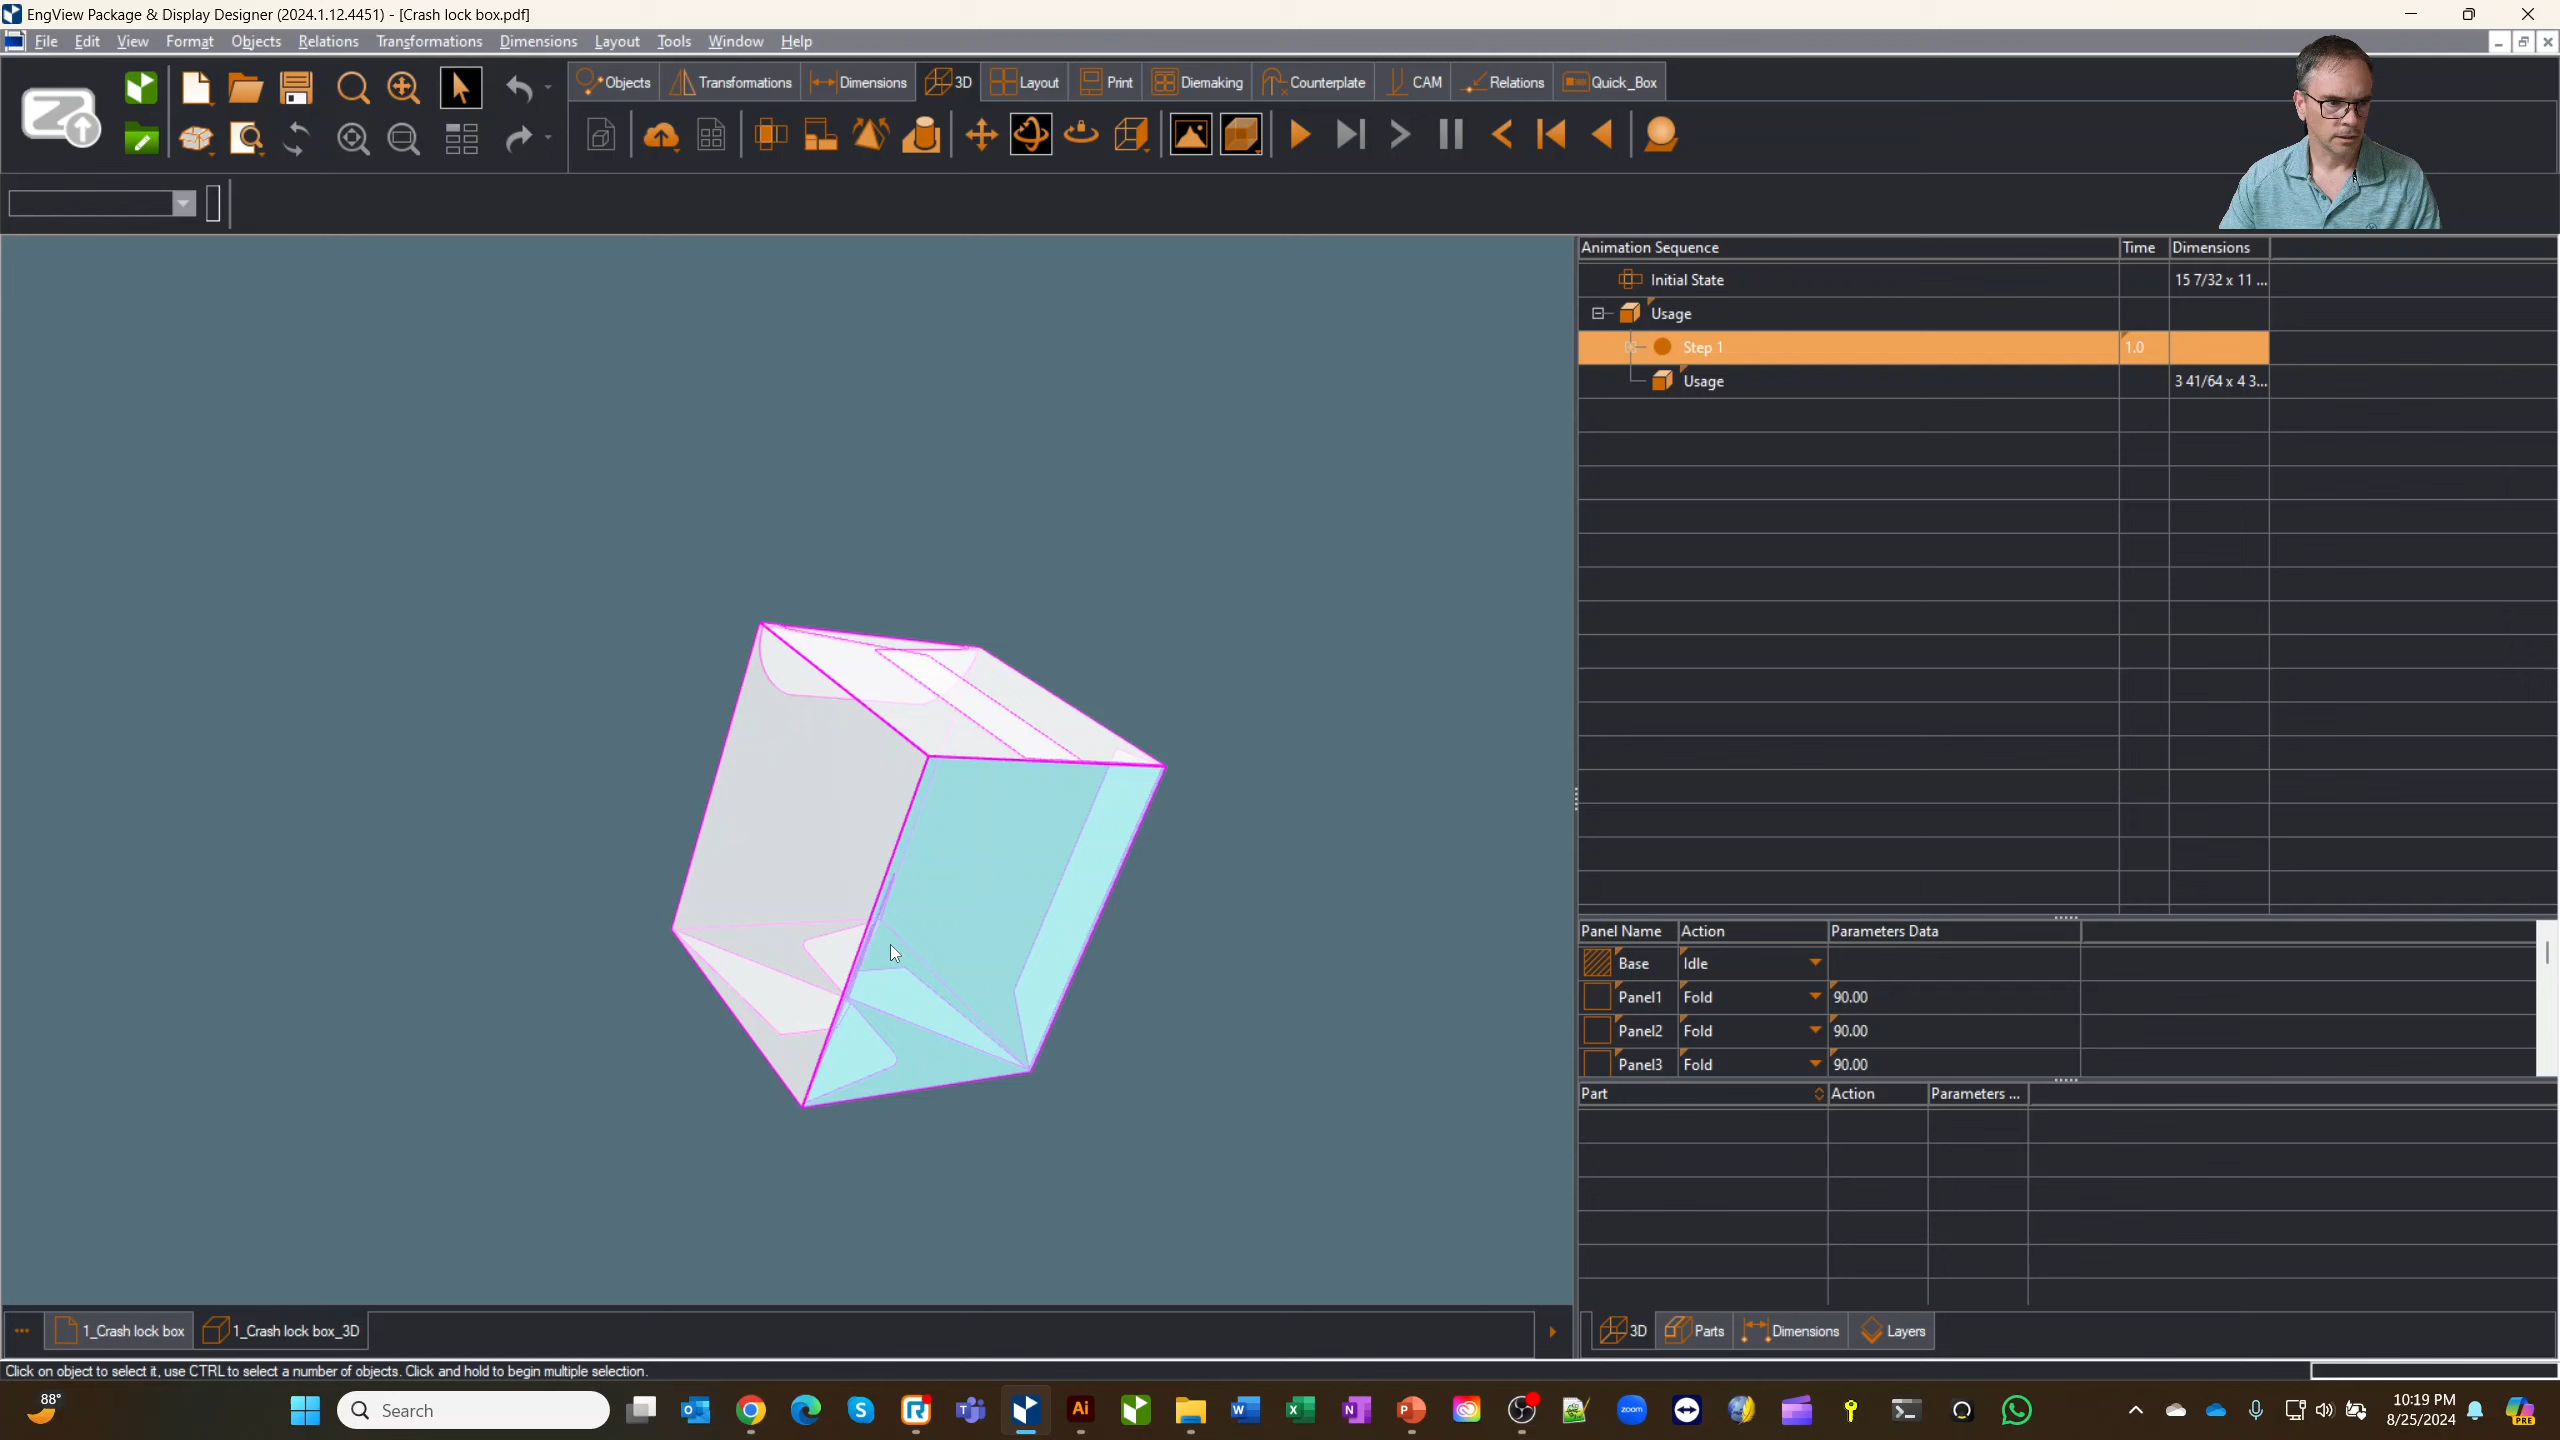 EngView Package & Display Designer (2024.1.12.4451) - [Crash lock box.pdf]
File Edit View Format Objects Relations Transformations Dimensions Layout Tools Window Help
Objects Transformations Dimensions 3D Layout Print Diemaking Counterplate CAM Relations Quick_Box
Animation Sequence Time Dimensions
Initial State 15 7/32 x 11 ...
Usage
Step 1 1.0
Usage 3 41/64 x 4 3...
Panel Name Action Parameters Data
Base Idle
Panel1 Fold 90.00
Panel2 Fold 90.00
Panel3 Fold 90.00
Part Action Parameters ...
1_Crash lock box 1_Crash lock box_3D
3D Parts Dimensions Layers
Click on object to select it, use CTRL to select a number of objects. Click and hold to begin multiple selection.
88°
Search
Ai
zoom
10:19 PM
8/25/2024
PRE